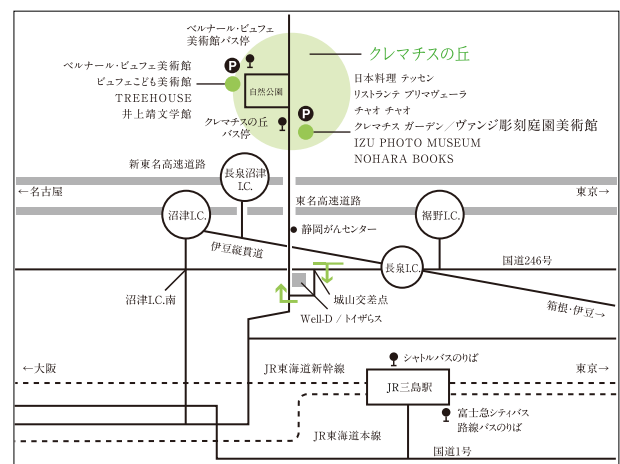 ベルナール・ビュフェ
美術館バス停
クレマチスの丘
P
ベルナール・ビュフェ美術館
ビュフェこども美術館
TREEHOUSE
井上靖文学館
自然公園
日本料理 テッセン
リストランテ プリマヴェーラ
チャオ チャオ
クレマチス ガーデン/ヴァンジ彫刻庭園美術館
IZU PHOTO MUSEUM
NOHARA BOOKS
P
クレマチスの丘
バス停
新東名高速道路
長泉沼津
I.C.
←名古屋
東京→
東名高速道路
沼津I.C.
裾野I.C.
静岡がんセンター
伊豆縦貫道
長泉I.C.
国道246号
沼津I.C.南
城山交差点
Well-D / トイザらス
箱根・伊豆→
シャトルバスのりば
←大阪
JR東海道新幹線
東京→
JR三島駅
富士急シティバス
路線バスのりば
JR東海道本線
国道1号